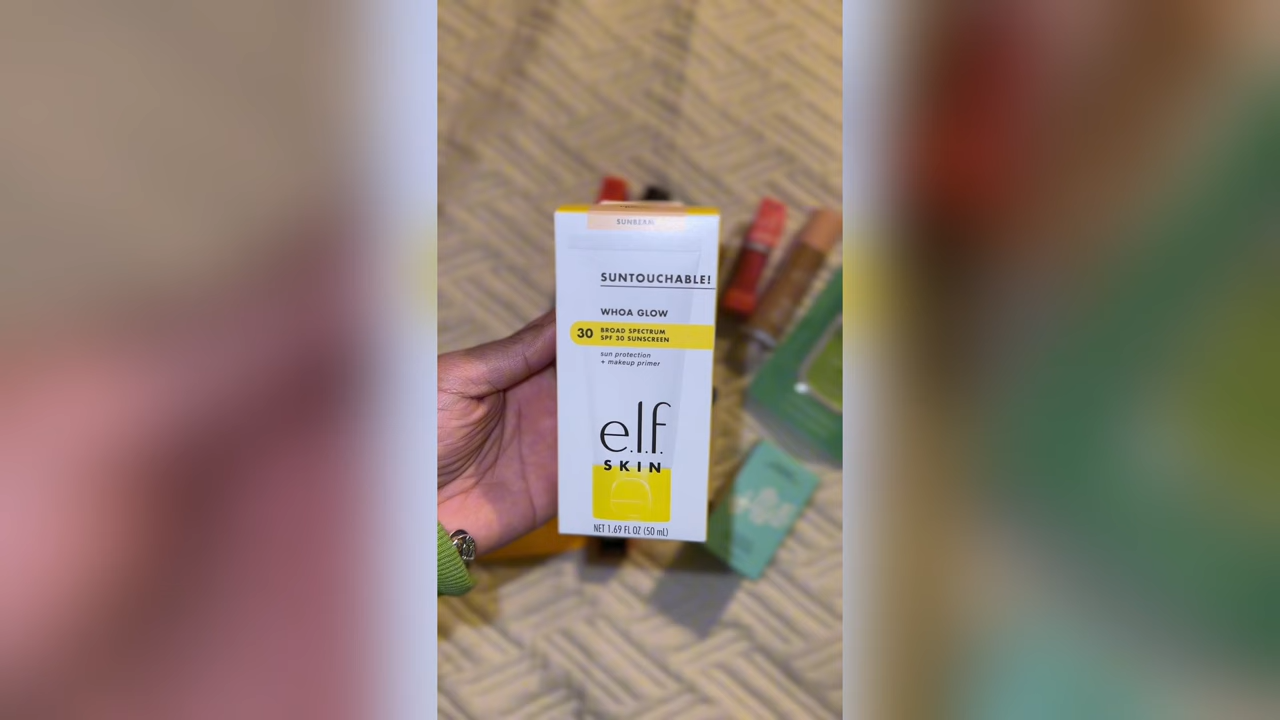 SUNBEAM
SUNTOUCHABLE!
WHOA GLOW
30 BROAD SPECTRUM
SPF 30 SUNSCREEN
sun protection
+ makeup primer
e.l.f.
SKIN
NET 1.69 FL OZ (50 mL)